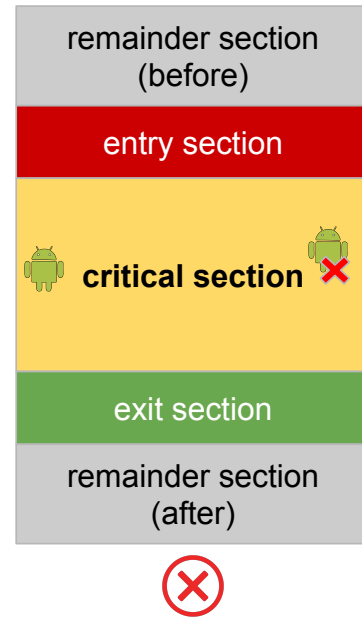 remainder section
(before)
entry section
critical section
exit section
remainder section
(after)